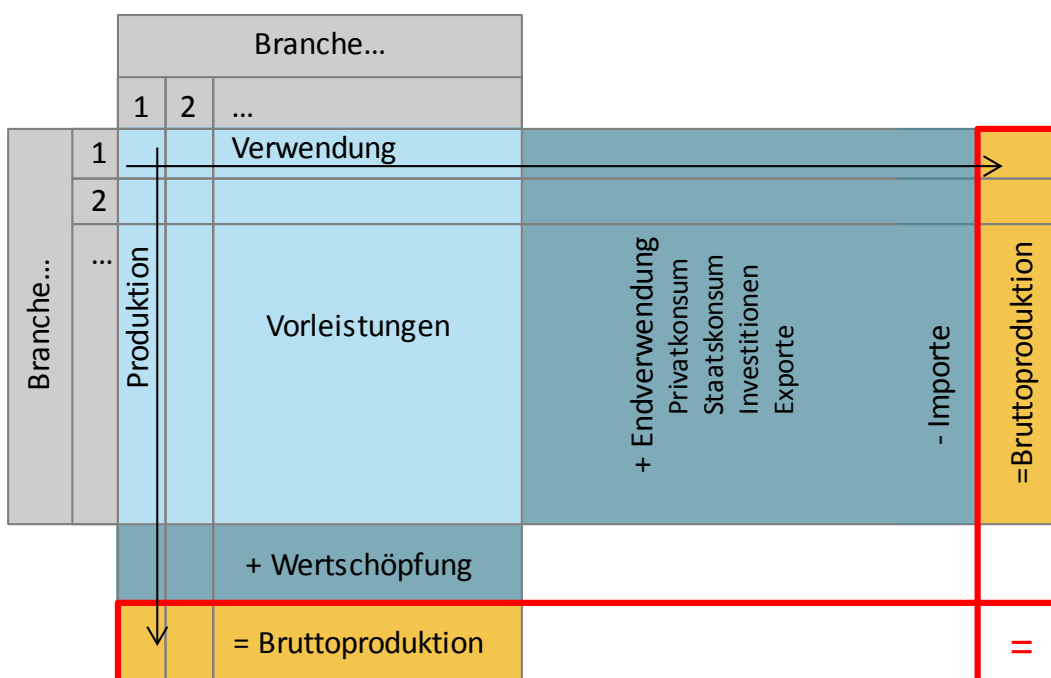 Branche...
1 2 ...
1 Verwendung
2
...
Branche...
Produktion
Vorleistungen
+ Endverwendung
Privatkonsum
Staatskonsum
Investitionen
Exporte
- Importe
=Bruttoproduktion
+ Wertschöpfung
= Bruttoproduktion
=